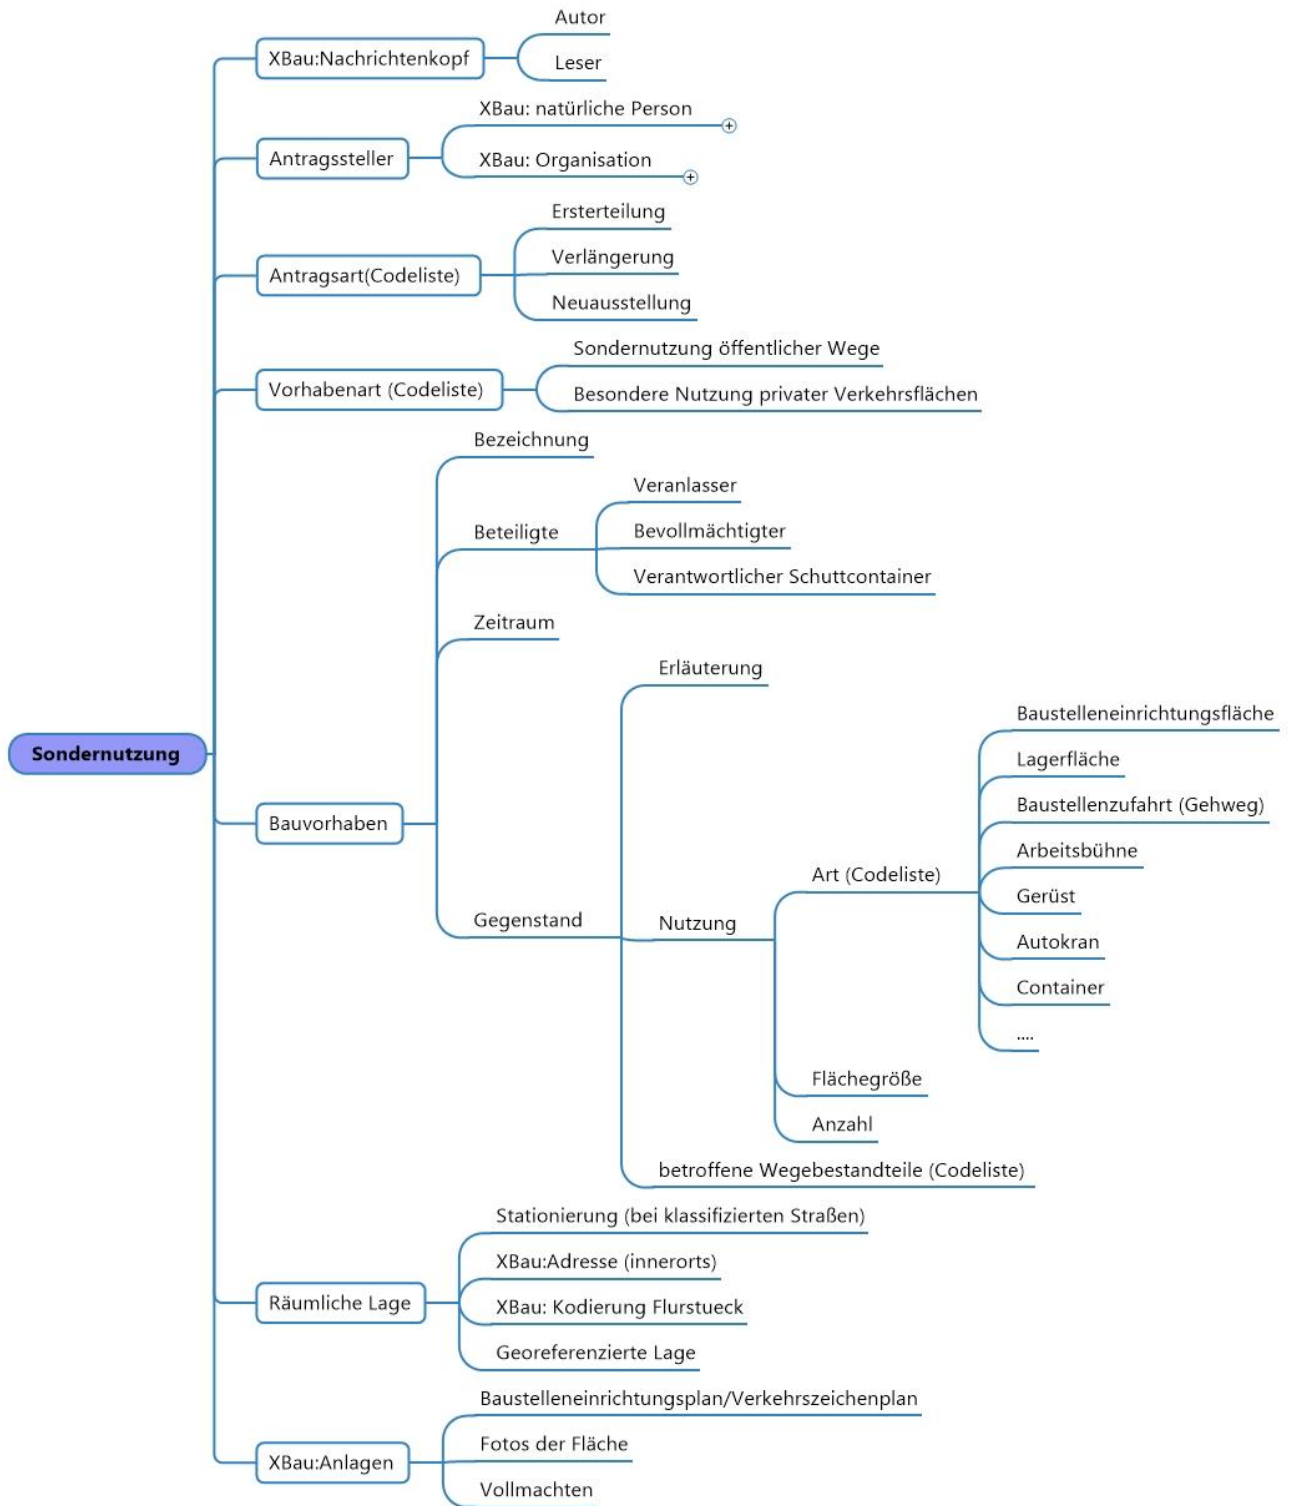 Autor
XBau:Nachrichtenkopf
Leser
XBau: natürliche Person
Antragssteller
XBau: Organisation
Ersterteilung
Verlängerung
Antragsart(Codeliste)
Neuausstellung
Sondernutzung öffentlicher Wege
Vorhabenart (Codeliste)
Besondere Nutzung privater Verkehrsflächen
Bezeichnung
Veranlasser
Beteiligte
Bevollmächtigter
Verantwortlicher Schuttcontainer
Zeitraum
Erläuterung
Baustelleneinrichtungsfläche
Sondernutzung
Lagerfläche
Baustellenzufahrt (Gehweg)
Bauvorhaben
Arbeitsbühne
Art (Codeliste)
Gerüst
Gegenstand
Nutzung
Autokran
Container
....
Flächegröße
Anzahl
betroffene Wegebestandteile (Codeliste)
Stationierung (bei klassifizierten Straßen)
XBau:Adresse (innerorts)
Räumliche Lage
XBau: Kodierung Flurstueck
Georeferenzierte Lage
Baustelleneinrichtungsplan/Verkehrszeichenplan
Fotos der Fläche
XBau:Anlagen
Vollmachten